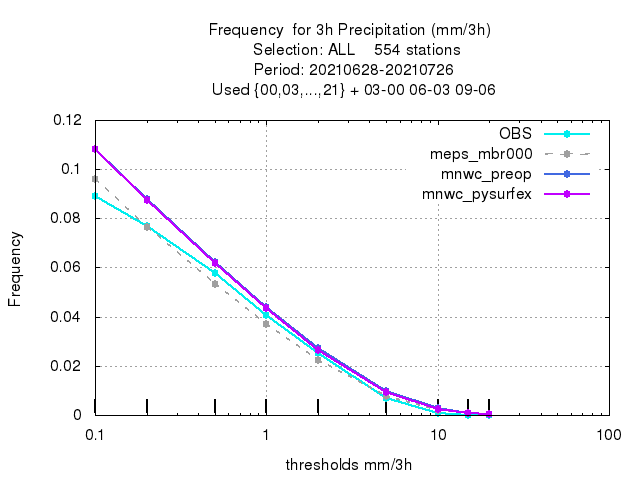 Frequency  for 3h Precipitation (mm/3h)
Selection: ALL    554 stations
Period: 20210628-20210726
Used {00,03,...,21} + 03-00 06-03 09-06
OBS
meps_mbr000
mnwc_preop
mnwc_pysurfex
0.12
0.1
0.08
0.06
0.04
0.02
0
Frequency
0.1 1 10 100
thresholds mm/3h